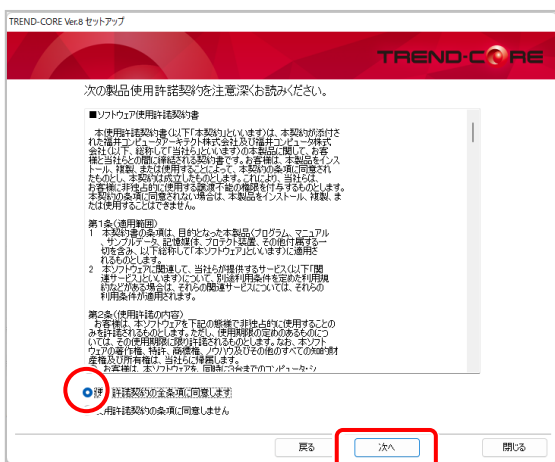 TREND-CORE Ver.8 セットアップ
TREND-CORE
次の製品使用許諾契約を注意深くお読みください。
■ソフトウェア使用許諾契約書
本使用許諾契約書(以下「本契約」といいます)は、本契約が添付さ
れた福井コンピュータアーキテクト株式会社及び福井コンピュータ株式
会社(以下、総称して「当社ら」といいます)の本製品に関して、お客
様と当社らとの間に締結される契約書です。お客様は、本製品をインス
トール、複製、または使用することによって、本契約の条項に同意され
たものとし、本契約は成立したものとします。これにより、当社らは、
お客様に非独占的に使用する譲渡不能の権限を付与するものとします。
本契約の条項に同意されない場合は、本製品をインストール、複製、ま
たは使用することはできません。
第1条(適用範囲)
1 本契約書の条項は、目的となった本製品(プログラム、マニュアル
、サンプルデータ、記憶媒体、プロテクト装置、その他付属する一
切を含み、以下総称して「本ソフトウェア」といいます)に適用さ
れるものとします。
2 本ソフトウェアに関連して、当社らが提供するサービス(以下「関
連サービス」といいます)について、別途利用条件を定めた利用規
約などがある場合は、それらの関連サービスについては、それらの
利用条件が適用されます。
第2条(使用許諾の内容)
お客様は、本ソフトウェアを下記の態様で非独占的に使用することの
みを許諾されるものとします。ただし、使用期限の定めのあるものにつ
いては、その使用期限に限り許諾されるものとします。なお、本ソフト
ウェアの著作権、特許、商標権、ノウハウ及びその他のすべての知的財
産権及び所有権は、当社らに帰属します。
お客様は、本ソフトウェアを、同時に3台までのコンピュータ・シ
許諾契約の全条項に同意します
用許諾契約の条項に同意しません
戻る
次へ
閉じる